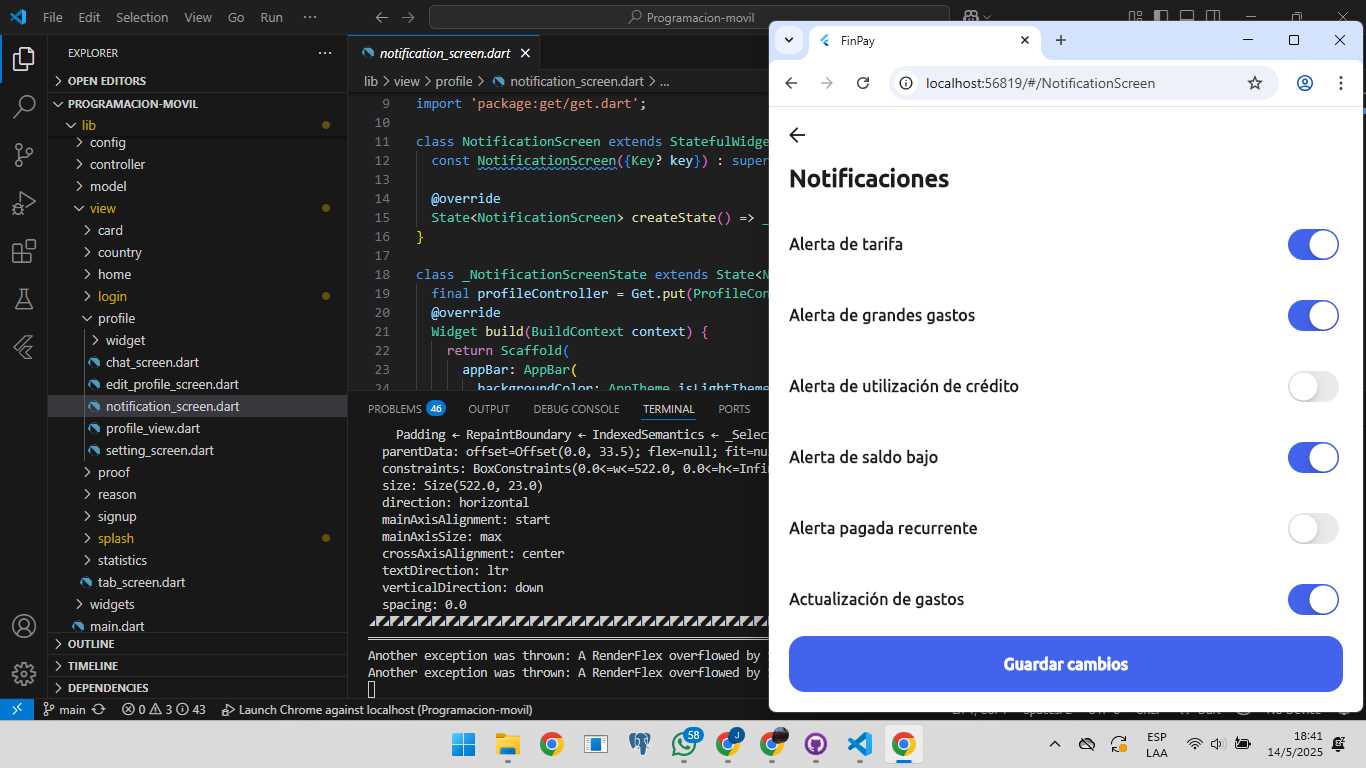 File Edit Selection View Go Run ··· Programacion-movil
EXPLORER ···
OPEN EDITORS
PROGRAMACION-MOVIL
lib
config
controller
model
view
card
country
home
login
profile
widget
chat_screen.dart
edit_profile_screen.dart
notification_screen.dart
profile_view.dart
setting_screen.dart
proof
reason
signup
splash
statistics
tab_screen.dart
widgets
main.dart
OUTLINE
TIMELINE
DEPENDENCIES
notification_screen.dart
lib > view > profile > notification_screen.dart > ...
9 import 'package:get/get.dart';
10
11 class NotificationScreen extends StatefulWidge
12 const NotificationScreen({Key? key}) : super
13
14 @override
15 State<NotificationScreen> createState() => _
16 }
17
18 class _NotificationScreenState extends State<N
19 final profileController = Get.put(ProfileCon
20 @override
21 Widget build(BuildContext context) {
22 return Scaffold(
23 appBar: AppBar(
24 backgroundColor: AppTheme.isLightTheme
PROBLEMS 46 OUTPUT DEBUG CONSOLE TERMINAL PORTS
Padding ← RepaintBoundary ← IndexedSemantics ← _Select
parentData: offset=Offset(0.0, 33.5); flex=null; fit=nu
constraints: BoxConstraints(0.0<=w<=522.0, 0.0<=h<=Infi
size: Size(522.0, 23.0)
direction: horizontal
mainAxisAlignment: start
mainAxisSize: max
crossAxisAlignment: center
textDirection: ltr
verticalDirection: down
spacing: 0.0
Another exception was thrown: A RenderFlex overflowed by
Another exception was thrown: A RenderFlex overflowed by
main 0 3 43 Launch Chrome against localhost (Programacion-movil)
FinPay
localhost:56819/#/NotificationScreen
Notificaciones
Alerta de tarifa
Alerta de grandes gastos
Alerta de utilización de crédito
Alerta de saldo bajo
Alerta pagada recurrente
Actualización de gastos
Guardar cambios
58
J
ESP
LAA
18:41
14/5/2025